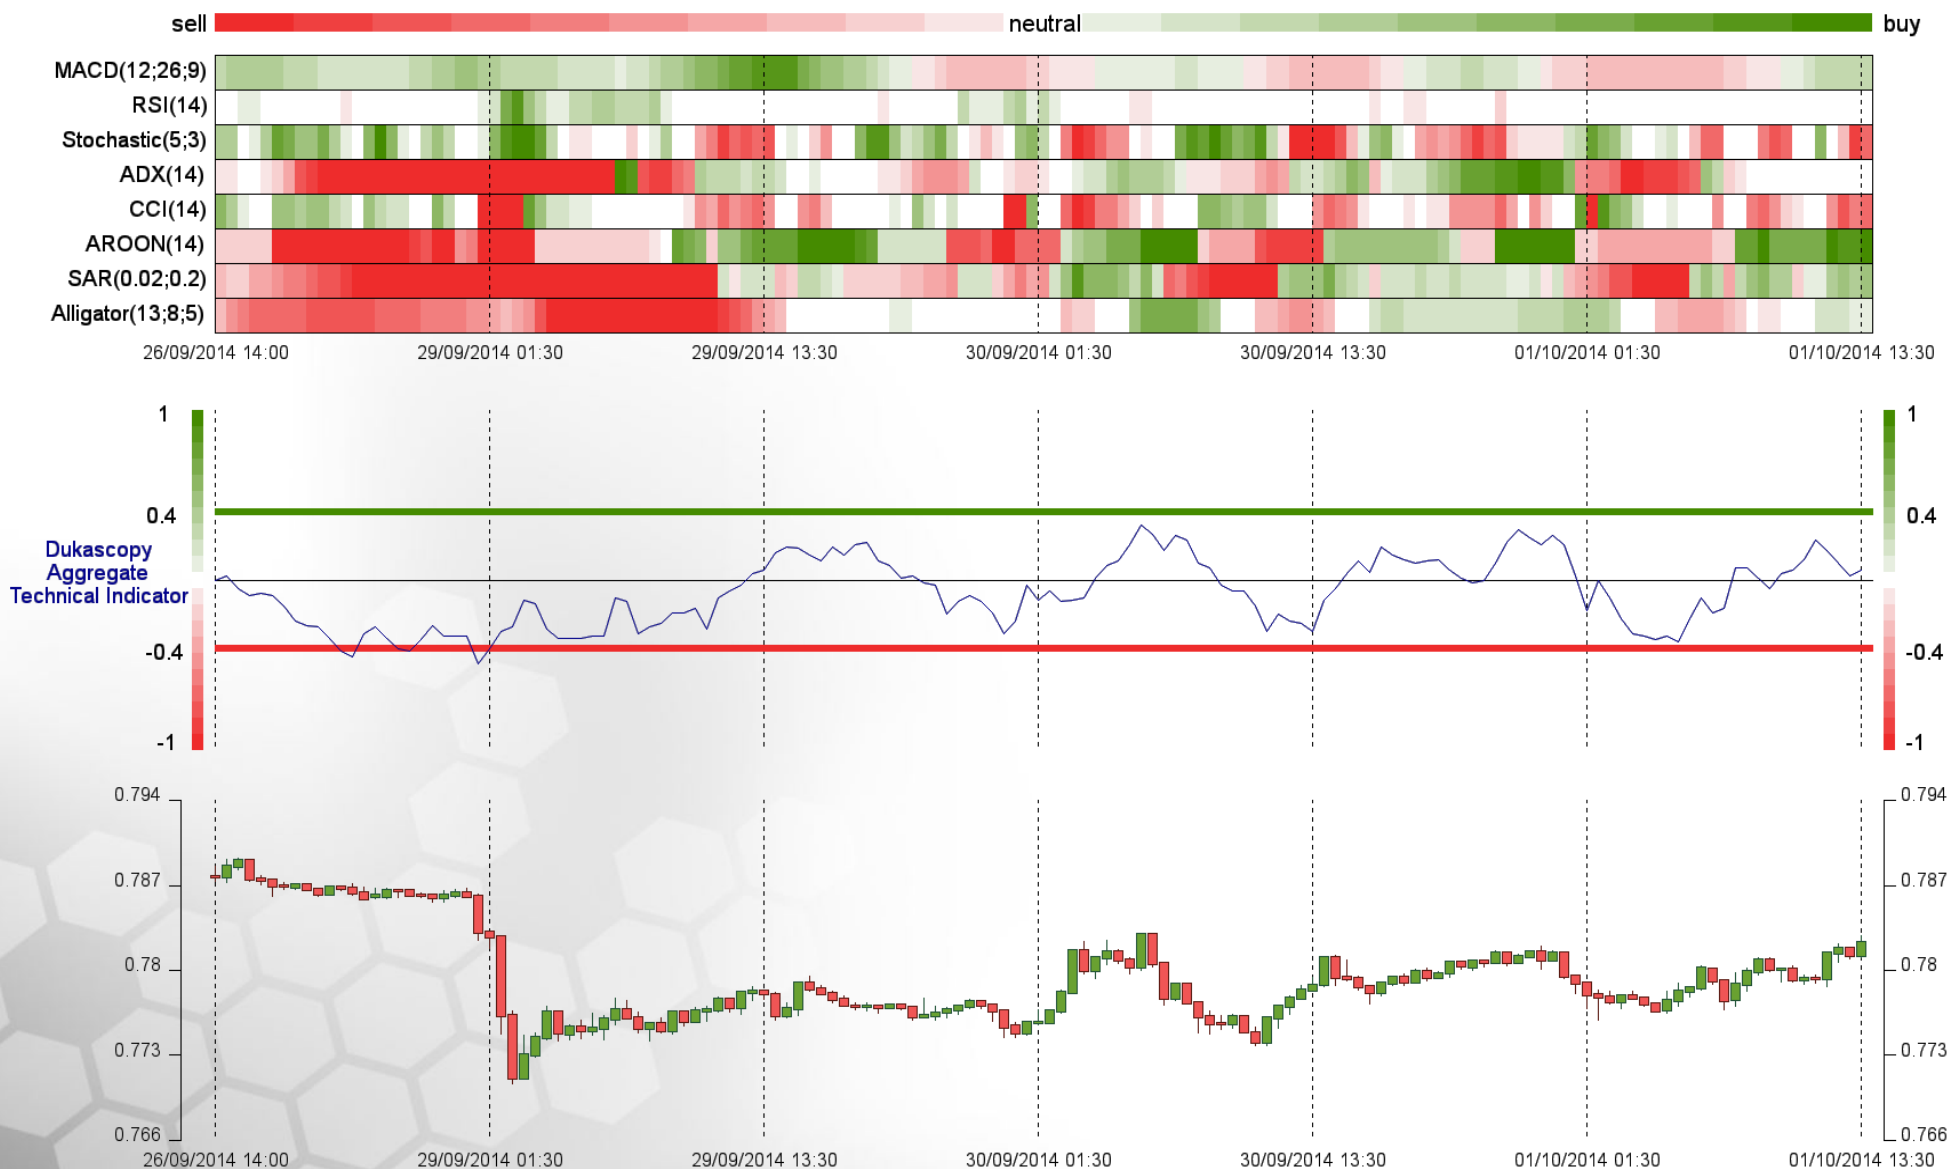 sell neutral buy
MACD(12;26;9)
RSI(14)
Stochastic(5;3)
ADX(14)
CCI(14)
AROON(14)
SAR(0.02;0.2)
Alligator(13;8;5)
26/09/2014 14:00 29/09/2014 01:30 29/09/2014 13:30 30/09/2014 01:30 30/09/2014 13:30 01/10/2014 01:30 01/10/2014 13:30
1 1
0.4 0.4
Dukascopy
Aggregate
Technical Indicator
-0.4 -0.4
-1 -1
0.794 0.794
0.787 0.787
0.78 0.78
0.773 0.773
0.766 0.766
26/09/2014 14:00 29/09/2014 01:30 29/09/2014 13:30 30/09/2014 01:30 30/09/2014 13:30 01/10/2014 01:30 01/10/2014 13:30